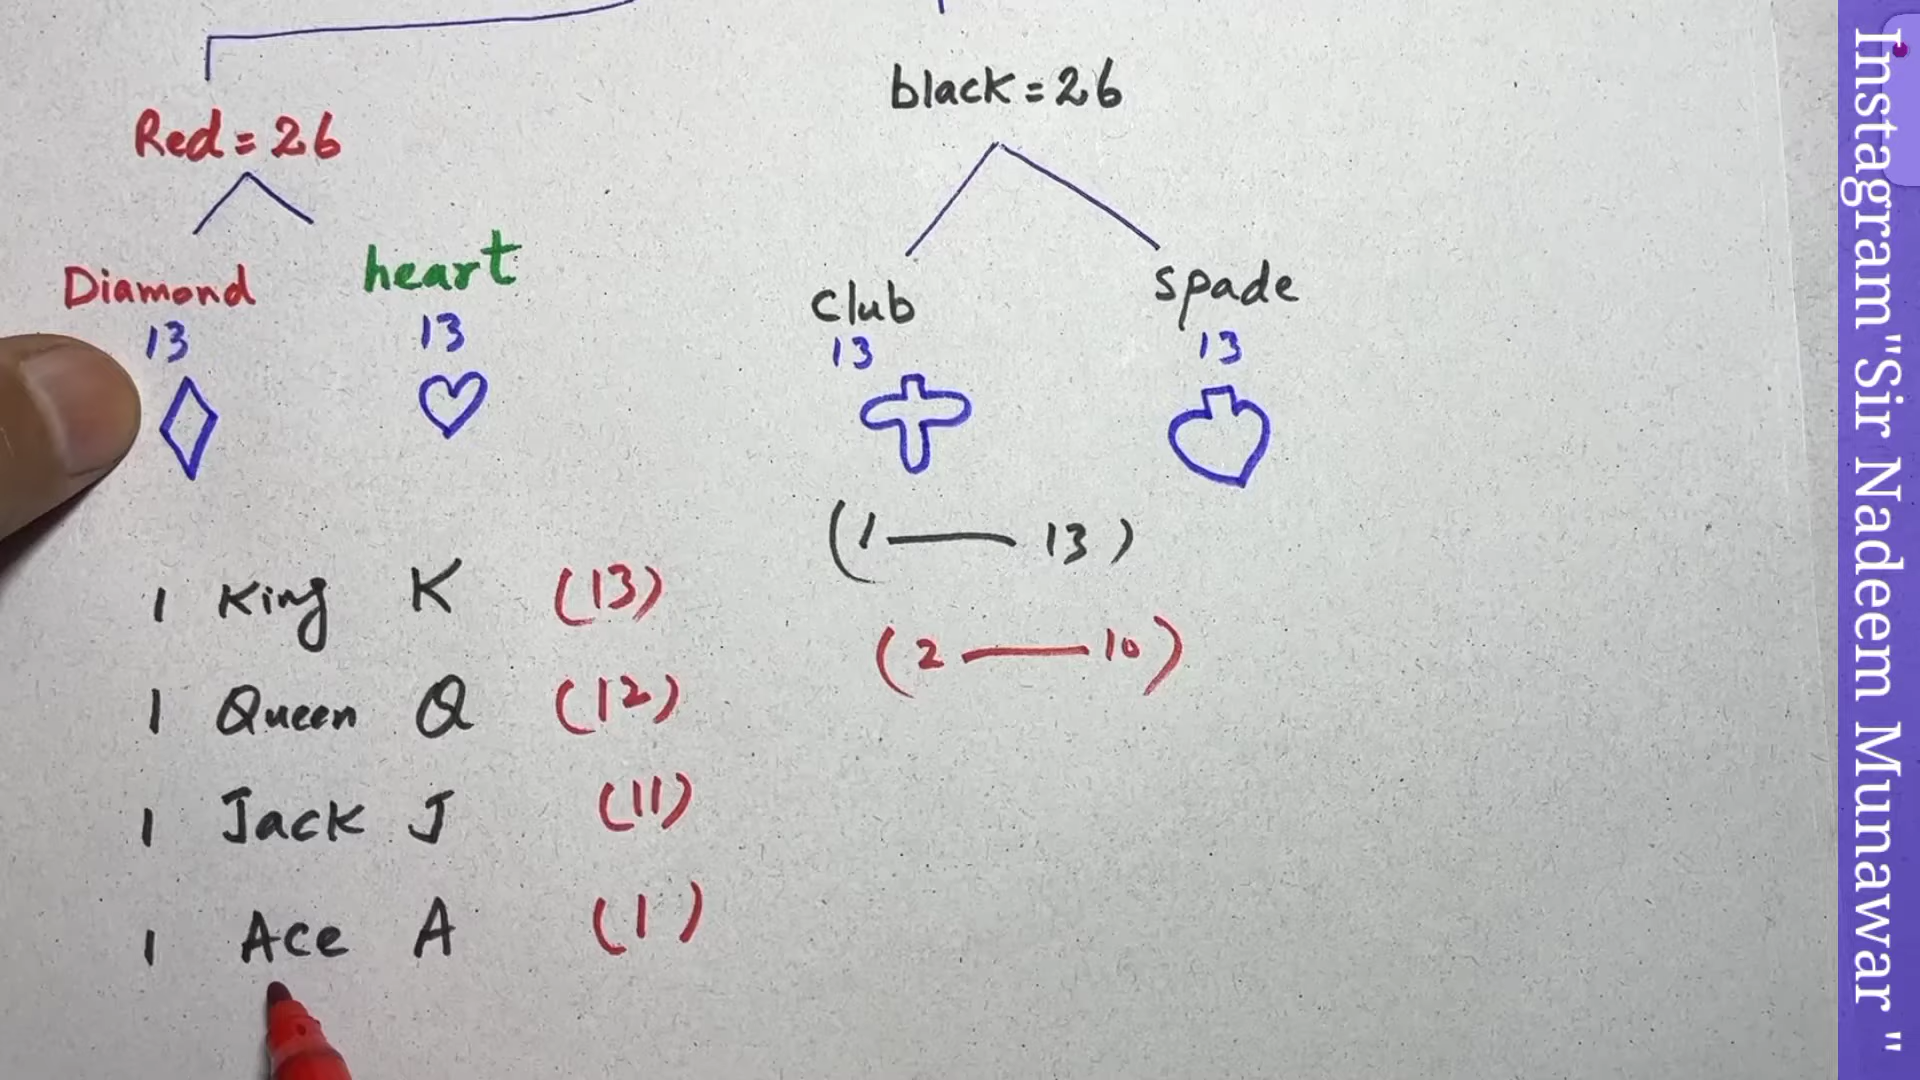 Red = 26
black = 26
Diamond
heart
13
13
club
spade
13
13
(1 — 13)
(2 — 10)
1 King K (13)
1 Queen Q (12)
1 Jack J (11)
1 Ace A (1)
Instagram"Sir Nadeem Munawar "